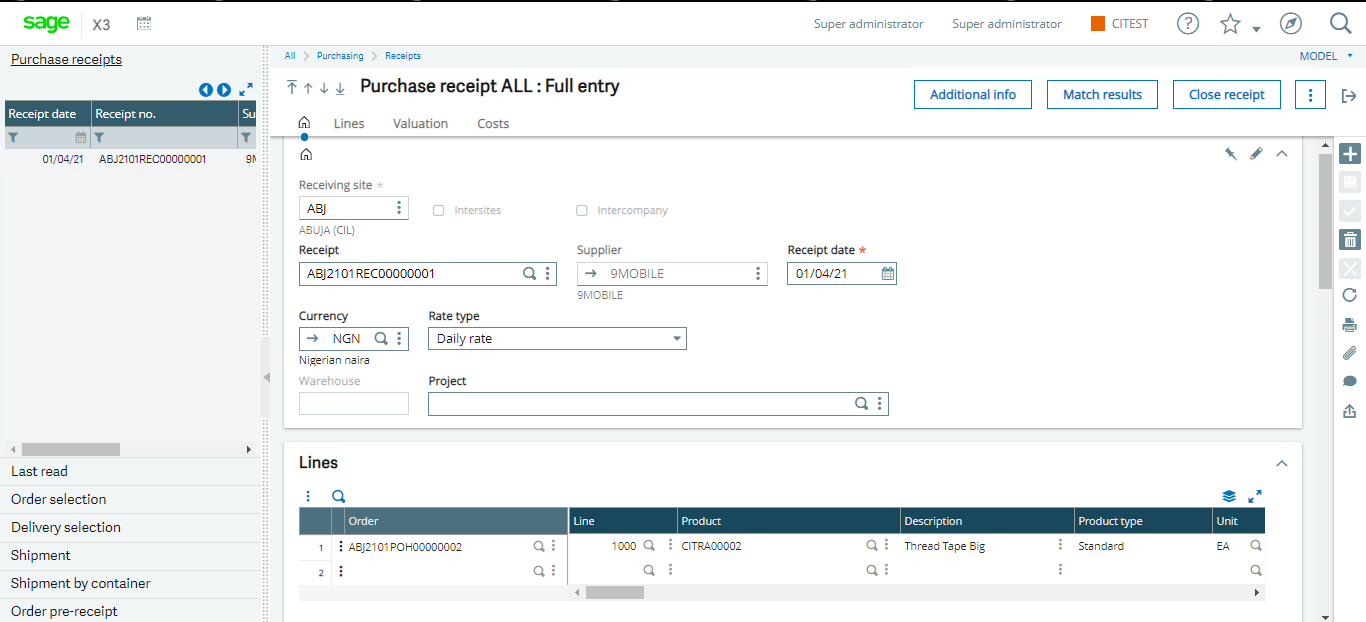 sage X3 Super administrator Super administrator CITEST ?
Purchase receipts
All > Purchasing > Receipts MODEL
Purchase receipt ALL : Full entry
Additional info Match results Close receipt
Lines Valuation Costs
Receipt date Receipt no. Su
01/04/21 ABJ2101REC00000001 9M
Receiving site *
ABJ Intersites Intercompany
ABUJA (CIL)
Receipt Supplier Receipt date *
ABJ2101REC00000001 9MOBILE 01/04/21
9MOBILE
Currency Rate type
NGN Daily rate
Nigerian naira
Warehouse Project
Last read
Order selection
Delivery selection
Shipment
Shipment by container
Order pre-receipt
Lines
Order Line Product Description Product type Unit
1 ABJ2101POH00000002 1000 CITRA00002 Thread Tape Big Standard EA
2